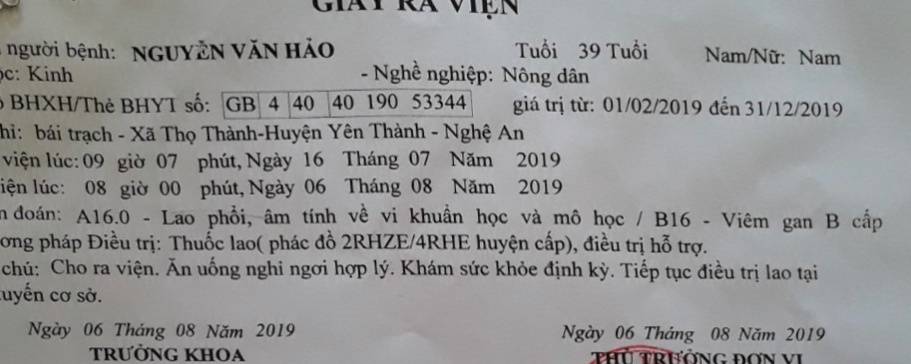 GIẤY RA VIỆN
người bệnh: NGUYỄN VĂN HẢO Tuổi 39 Tuổi Nam/Nữ: Nam
ộc: Kinh - Nghề nghiệp: Nông dân
BHXH/Thẻ BHYT số: GB 4 40 40 190 53344 giá trị từ: 01/02/2019 đến 31/12/2019
hỉ: bái trạch - Xã Thọ Thành-Huyện Yên Thành - Nghệ An
viện lúc: 09 giờ 07 phút, Ngày 16 Tháng 07 Năm 2019
iện lúc: 08 giờ 00 phút, Ngày 06 Tháng 08 Năm 2019
n đoán: A16.0 - Lao phổi, âm tính về vi khuẩn học và mô học / B16 - Viêm gan B cấp
ơng pháp Điều trị: Thuốc lao( phác đồ 2RHZE/4RHE huyện cấp), điều trị hỗ trợ.
chú: Cho ra viện. Ăn uống nghỉ ngơi hợp lý. Khám sức khỏe định kỳ. Tiếp tục điều trị lao tại
tuyến cơ sở.
Ngày 06 Tháng 08 Năm 2019 Ngày 06 Tháng 08 Năm 2019
TRƯỞNG KHOA THỦ TRƯỞNG ĐƠN VỊ